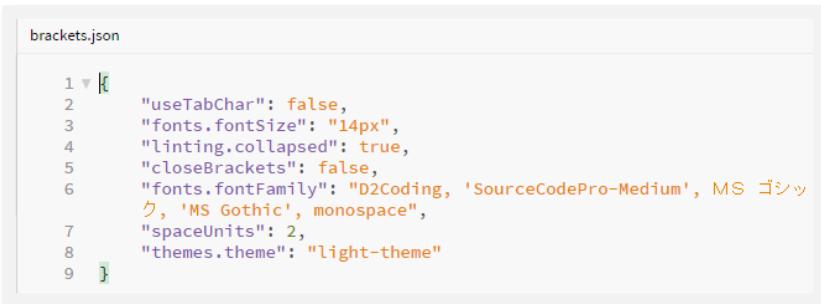 brackets.json
1 {
2 "useTabChar": false,
3 "fonts.fontSize": "14px",
4 "linting.collapsed": true,
5 "closeBrackets": false,
6 "fonts.fontFamily": "D2Coding, 'SourceCodePro-Medium', MS ゴシッ
ク, 'MS Gothic', monospace",
7 "spaceUnits": 2,
8 "themes.theme": "light-theme"
9 }